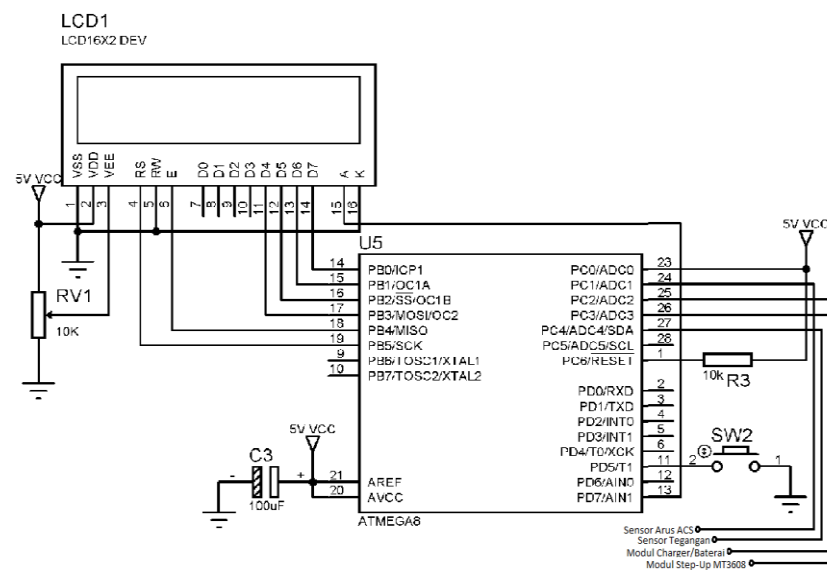 LCD1
LCD16X2 DEV
VSS VDD VEE RS RW E D0 D1 D2 D3 D4 D5 D6 D7 A K
5V VCC
1 2 3 4 5 6 7 8 9 10 11 12 13 14 15 16
5V VCC
U5
14 PB0/ICP1 PC0/ADC0 23
15 PB1/OC1A PC1/ADC1 24
16 PB2/SS/OC1B PC2/ADC2 25
17 PB3/MOSI/OC2 PC3/ADC3 26
18 PB4/MISO PC4/ADC4/SDA 27
19 PB5/SCK PC5/ADC5/SCL 28
9 PB6/TOSC1/XTAL1 PC6/RESET 1
10 PB7/TOSC2/XTAL2
RV1
10K
10k R3
PD0/RXD 2
PD1/TXD 3
PD2/INT0 4
PD3/INT1 5
PD4/T0/XCK 6
PD5/T1 11
PD6/AIN0 12
PD7/AIN1 13
SW2
2 1
5V VCC
C3
- +
100uF
21 AREF
20 AVCC
ATMEGA8
Sensor Arus ACS
Sensor Tegangan
Modul Charger/Baterai
Modul Step-Up MT3608